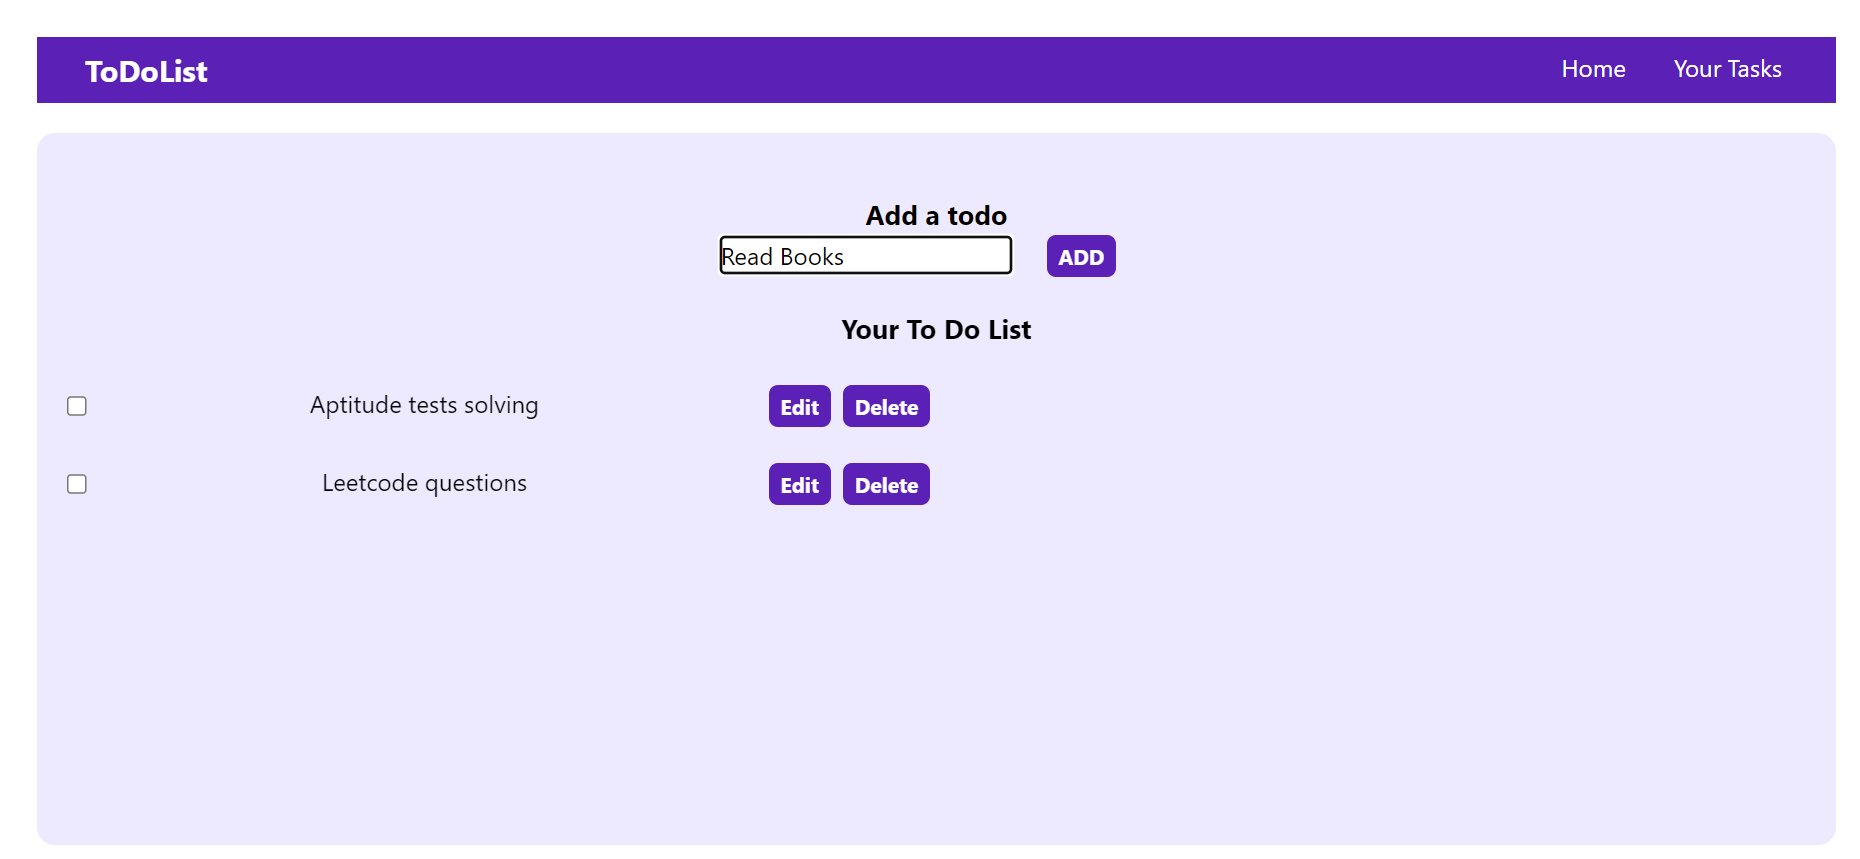 ToDoList Home Your Tasks
Add a todo
Read Books ADD
Your To Do List
Aptitude tests solving Edit Delete
Leetcode questions Edit Delete